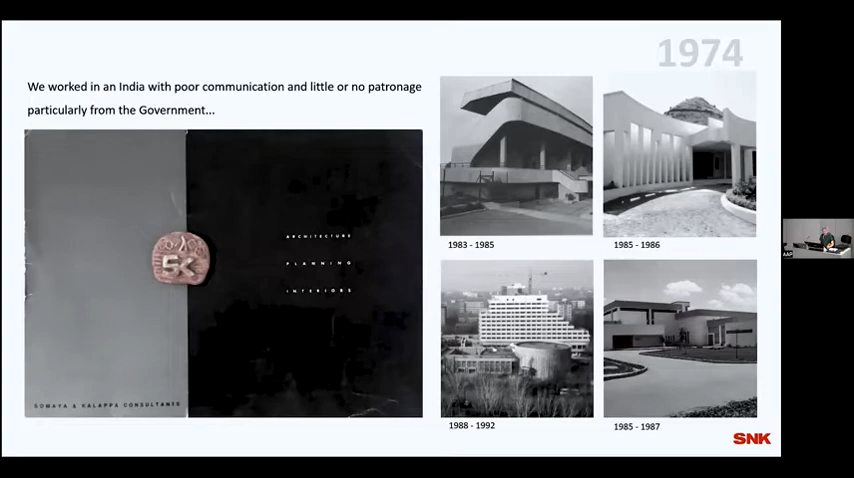 1974
We worked in an India with poor communication and little or no patronage
particularly from the Government...
ARCHITECTURE
PLANNING
INTERIORS
SK
SOMAYA & KALAPPA CONSULTANTS
1983 - 1985
1985 - 1986
1988 - 1992
1985 - 1987
SNK
AAP